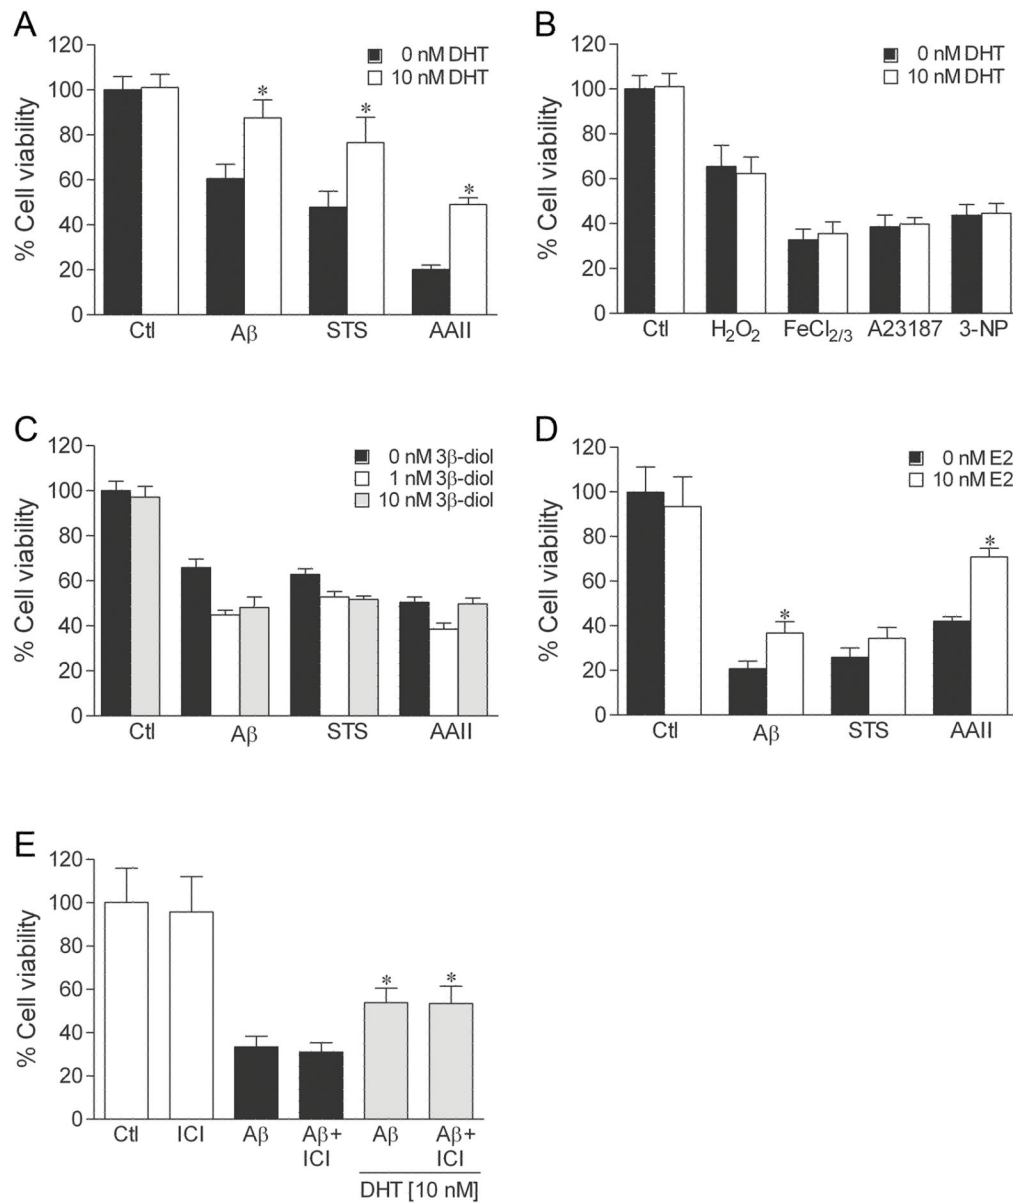 A
120
100
80
60
40
20
0
% Cell viability
0 nM DHT
10 nM DHT
*
*
*
Ctl
Aβ
STS
AAII
B
120
100
80
60
40
20
0
% Cell viability
0 nM DHT
10 nM DHT
Ctl
H₂O₂
FeCl₂/₃
A23187
3-NP
C
120
100
80
60
40
20
0
% Cell viability
0 nM 3β-diol
1 nM 3β-diol
10 nM 3β-diol
Ctl
Aβ
STS
AAII
D
120
100
80
60
40
20
0
% Cell viability
0 nM E2
10 nM E2
*
*
Ctl
Aβ
STS
AAII
E
120
100
80
60
40
20
0
% Cell viability
*
*
Ctl
ICI
Aβ
Aβ+
ICI
Aβ
Aβ+
ICI
DHT [10 nM]